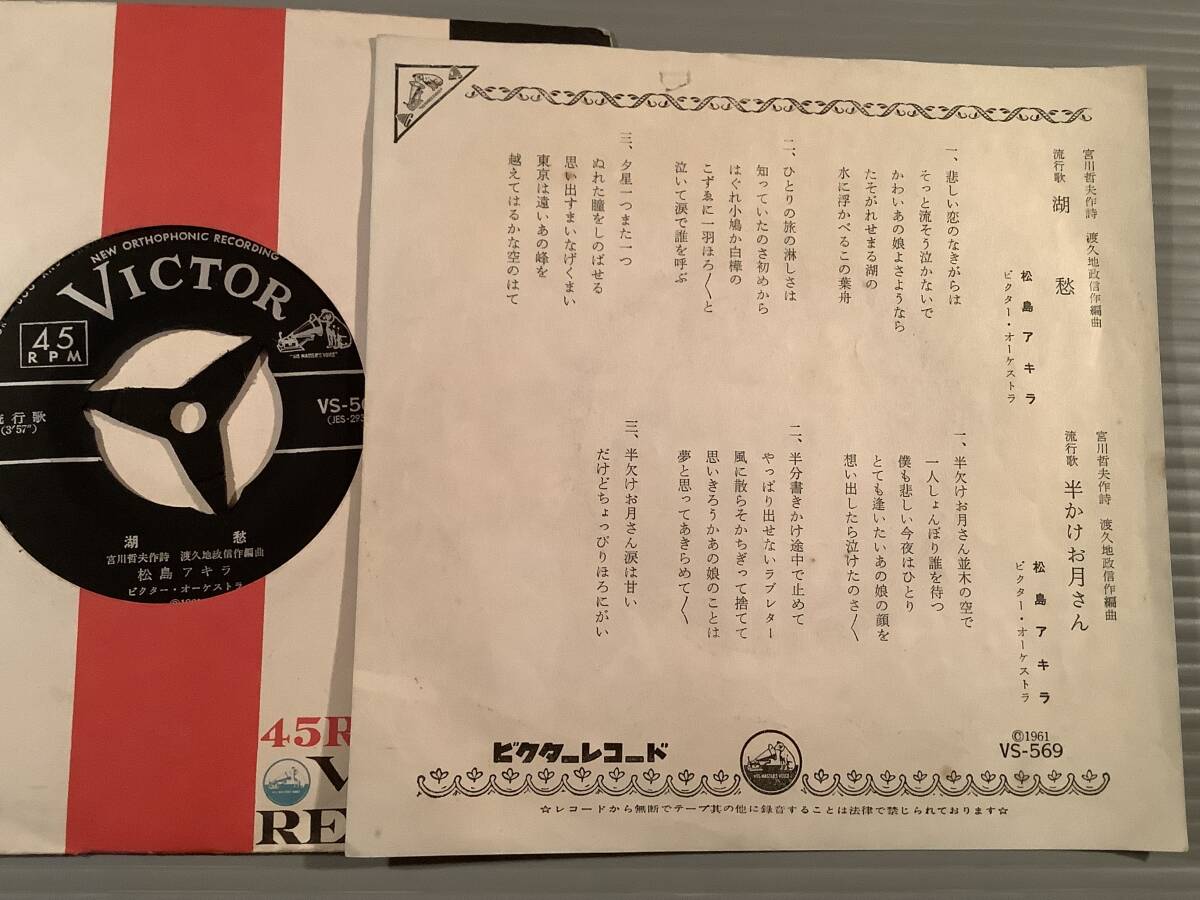 宮川哲夫作詩　渡久地政信作編曲
流行歌　湖　愁
松島アキラ
ビクター・オーケストラ
一、悲しい恋のなきがらは
そっと流そう泣かないで
かわいあの娘よさようなら
たそがれせまる湖の
水に浮かべるこの葉舟
二、ひとりの旅の淋しさは
知っていたのさ初めから
はぐれ小鳩か白樺の
こずゑに一羽ほろ〱と
泣いて涙で誰を呼ぶ
三、夕星一つまた一つ
ぬれた瞳をしのばせる
思い出すまいなげくまい
東京は遠いあの峰を
越えてはるかな空のはて
宮川哲夫作詩　渡久地政信作編曲
流行歌　半かけお月さん
松島アキラ
ビクター・オーケストラ
一、半欠けお月さん並木の空で
一人しょんぼり誰を待つ
僕も悲しい今夜はひとり
とても逢いたいあの娘の顔を
想い出したら泣けたのさ〱
二、半分書きかけ途中で止めて
やっぱり出せないラブレター
風に散らそかちぎって捨てて
思いきろうかあの娘のことは
夢と思ってあきらめて〱
三、半欠けお月さん涙は甘い
だけどちょっぴりほろにがい
©1961
VS-569
ビクターレコード
"HIS MASTER'S VOICE"
☆レコードから無断でテープ其の他に録音することは法律で禁じられております☆
NEW ORTHOPHONIC RECORDING
VICTOR
45
RPM
"HIS MASTER'S VOICE"
流行歌
(3'57")
VS-56
(JES-293
湖　愁
宮川哲夫作詩　渡久地政信作編曲
松島アキラ
ビクター・オーケストラ
45R
V
RE